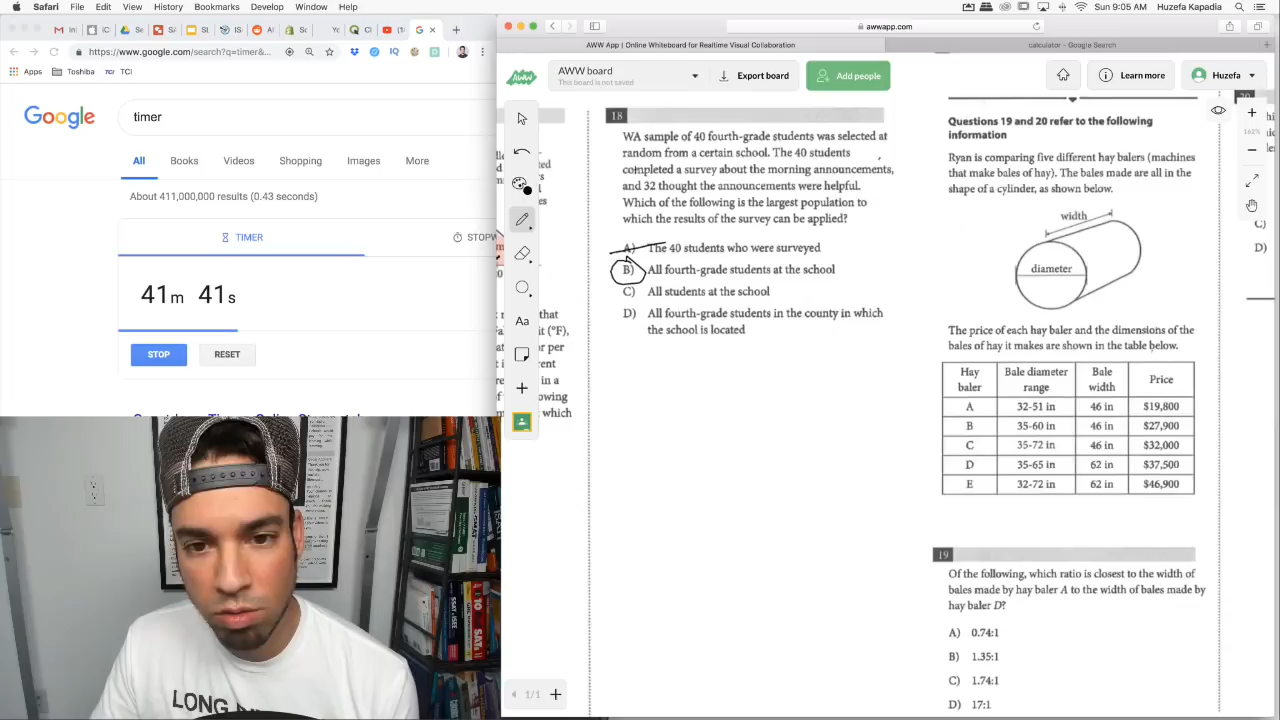 Safari File Edit View History Bookmarks Develop Window Help
Sun 9:05 AM Huzefa Kapadia
https://www.google.com/search?q=timer&...
Apps Toshiba TCI TCi
Google
timer
All Books Videos Shopping Images More
About 411,000,000 results (0.43 seconds)
TIMER
STOPW
41m 41s
STOP RESET
awwapp.com
AWW App | Online Whiteboard for Realtime Visual Collaboration
calculator - Google Search
AWW
AWW board
This board is not saved
Export board
Add people
Learn more
Huzefa
162%
Aa
1/1
18
WA sample of 40 fourth-grade students was selected at
random from a certain school. The 40 students
completed a survey about the morning announcements,
and 32 thought the announcements were helpful.
Which of the following is the largest population to
which the results of the survey can be applied?
A) The 40 students who were surveyed
B) All fourth-grade students at the school
C) All students at the school
D) All fourth-grade students in the county in which
the school is located
Questions 19 and 20 refer to the following
information
Ryan is comparing five different hay balers (machines
that make bales of hay). The bales made are all in the
shape of a cylinder, as shown below.
width
diameter
The price of each hay baler and the dimensions of the
bales of hay it makes are shown in the table below.
Hay baler Bale diameter range Bale width Price
A 32-51 in 46 in $19,800
B 35-60 in 46 in $27,900
C 35-72 in 46 in $32,000
D 35-65 in 62 in $37,500
E 32-72 in 62 in $46,900
19
Of the following, which ratio is closest to the width of
bales made by hay baler A to the width of bales made by
hay baler D?
A) 0.74:1
B) 1.35:1
C) 1.74:1
D) 17:1
20
C)
D)
LONG